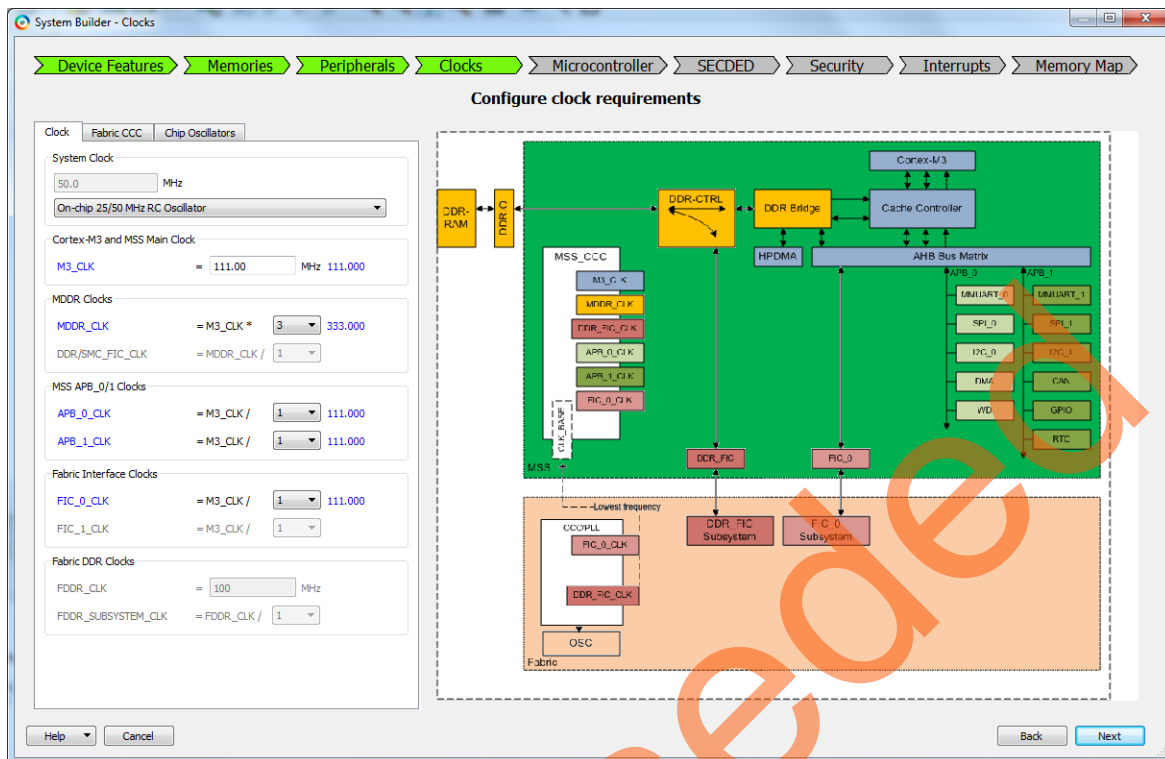 System Builder - Clocks
Device Features
Memories
Peripherals
Clocks
Microcontroller
SECDED
Security
Interrupts
Memory Map
Configure clock requirements
Clock
Fabric CCC
Chip Oscillators
System Clock
50.0 MHz
On-chip 25/50 MHz RC Oscillator
Cortex-M3 and MSS Main Clock
M3_CLK = 111.00 MHz 111.000
MDDR Clocks
MDDR_CLK = M3_CLK * 3 333.000
DDR/SMC_FIC_CLK = MDDR_CLK / 1
MSS APB_0/1 Clocks
APB_0_CLK = M3_CLK / 1 111.000
APB_1_CLK = M3_CLK / 1 111.000
Fabric Interface Clocks
FIC_0_CLK = M3_CLK / 1 111.000
FIC_1_CLK = M3_CLK / 1
Fabric DDR Clocks
FDDR_CLK = 100 MHz
FDDR_SUBSYSTEM_CLK = FDDR_CLK / 1
Cortex-M3
DDR-
RAM
DDR-CTRL
DDR Bridge
Cache Controller
HPDMA
AHB Bus Matrix
APB_0
APB_1
MSS_CCC
M3_CLK
MDDR_CLK
DDR_FIC_CLK
APB_0_CLK
APB_1_CLK
FIC_0_CLK
CLK_BASE
MSS
MMUART_0
SPI_0
I2C_0
DMA
WD
MMUART_1
SPI_1
I2C_1
CAN
GPIO
RTC
DDR_FIC
FIC_0
Lowest frequency
CCC/PLL
FIC_0_CLK
DDR_FIC_CLK
DDR_FIC
Subsystem
FIC_0
Subsystem
OSC
Fabric
Help
Cancel
Back
Next